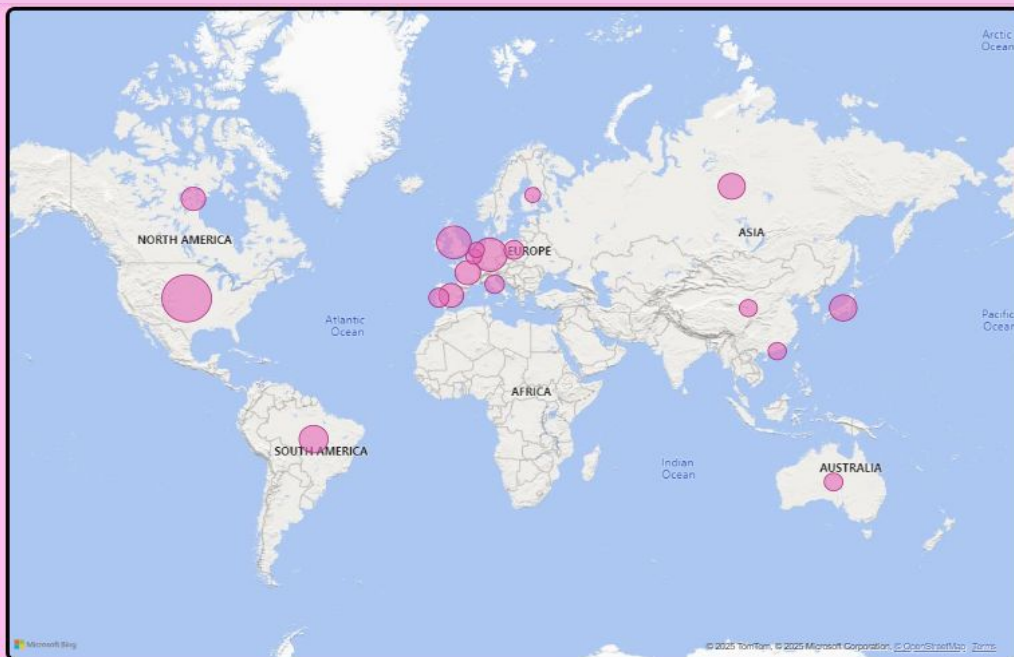 Arctic
Ocean
NORTH AMERICA
ASIA
EUROPE
Atlantic
Ocean
Pacific
Ocean
AFRICA
SOUTH AMERICA
Indian
Ocean
AUSTRALIA
Microsoft Bing
© 2025 TomTom, © 2025 Microsoft Corporation, © OpenStreetMap Terms